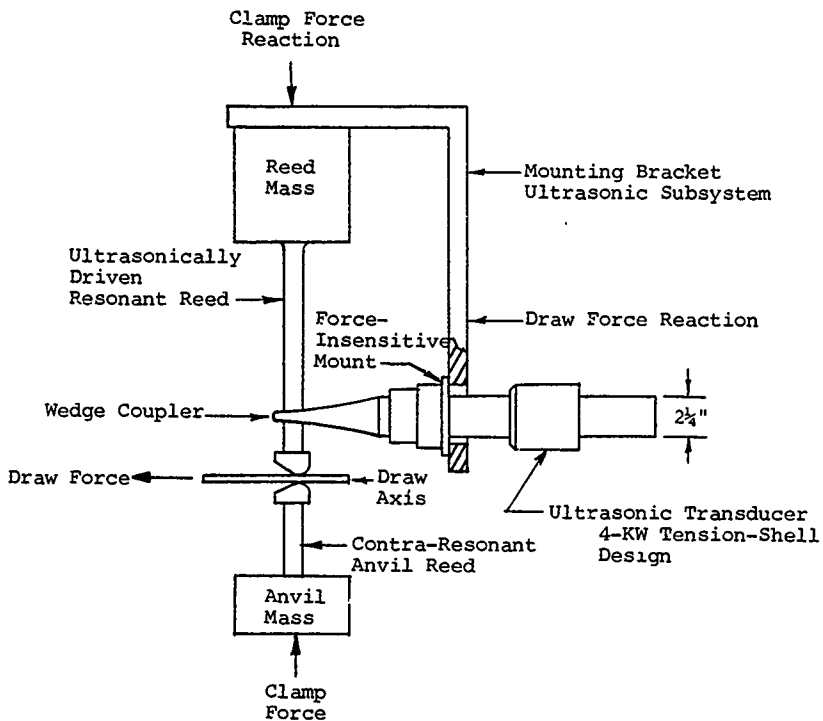 Clamp Force
Reaction
Reed
Mass
Mounting Bracket
Ultrasonic Subsystem
Ultrasonically
Driven
Resonant Reed
Force-
Insensitive
Mount
Draw Force Reaction
Wedge Coupler
2¼"
Draw Force
Draw
Axis
Ultrasonic Transducer
4-KW Tension-Shell
Design
Contra-Resonant
Anvil Reed
Anvil
Mass
Clamp
Force